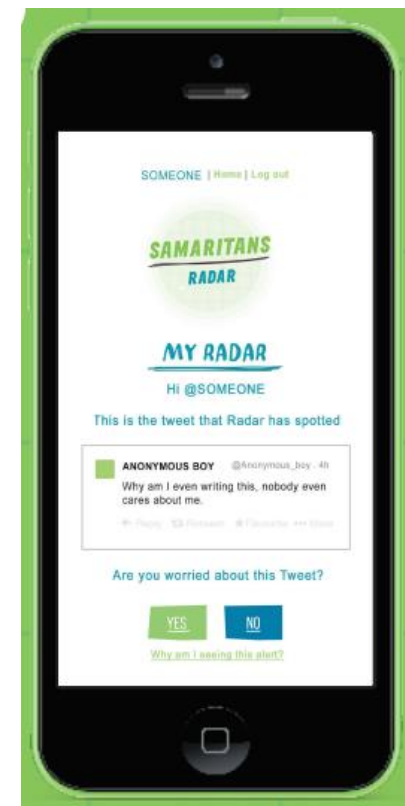 SOMEONE | Home | Log out
SAMARITANS
RADAR
MY RADAR
Hi @SOMEONE
This is the tweet that Radar has spotted
ANONYMOUS BOY @Anonymous_boy . 4h
Why am I even writing this, nobody even
cares about me.
Reply Retweet Favourite More
Are you worried about this Tweet?
YES NO
Why am I seeing this alert?